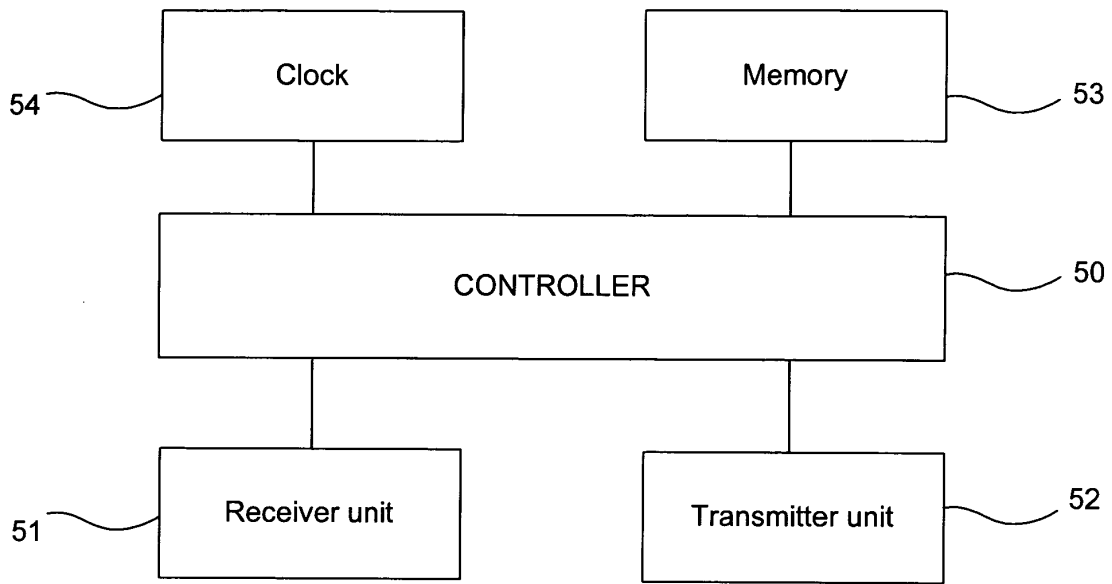 Clock
Memory
54
53
CONTROLLER
50
Receiver unit
Transmitter unit
51
52